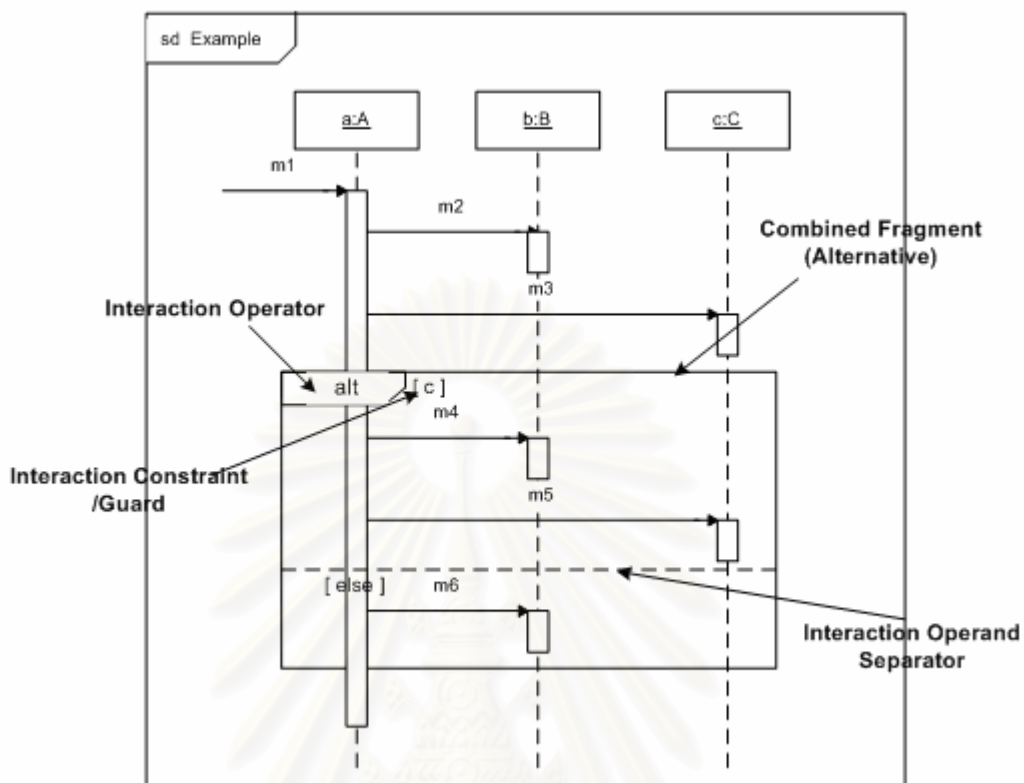 sd Example
a:A
b:B
c:C
m1
m2
Combined Fragment
(Alternative)
m3
Interaction Operator
alt
[ c ]
m4
Interaction Constraint
/Guard
m5
[ else ]
m6
Interaction Operand
Separator